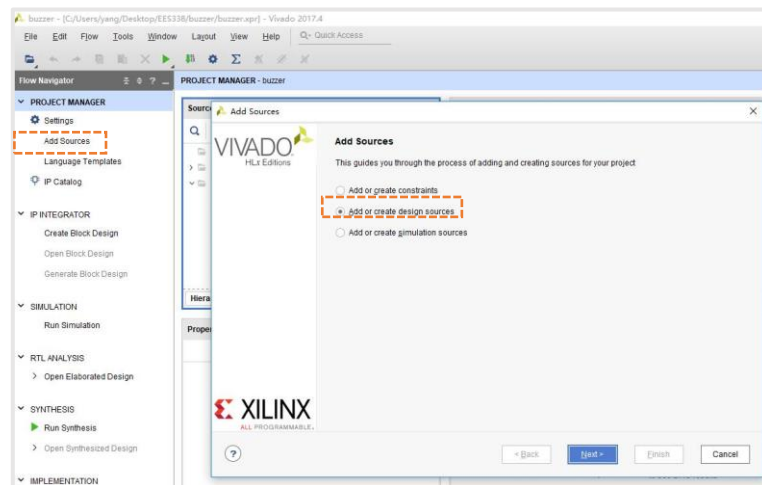 buzzer - [C:/Users/yang/Desktop/EES338/buzzer/buzzer.xpr] - Vivado 2017.4
File Edit Flow Tools Window Layout View Help Quick Access
Flow Navigator
PROJECT MANAGER - buzzer
PROJECT MANAGER
Settings
Add Sources
Language Templates
IP Catalog
IP INTEGRATOR
Create Block Design
Open Block Design
Generate Block Design
SIMULATION
Run Simulation
RTL ANALYSIS
Open Elaborated Design
SYNTHESIS
Run Synthesis
Open Synthesized Design
IMPLEMENTATION
Sourc
Hiera
Proper
Add Sources
VIVADO
HLx Editions
Add Sources
This guides you through the process of adding and creating sources for your project
Add or create constraints
Add or create design sources
Add or create simulation sources
XILINX
ALL PROGRAMMABLE.
?
< Back Next > Finish Cancel